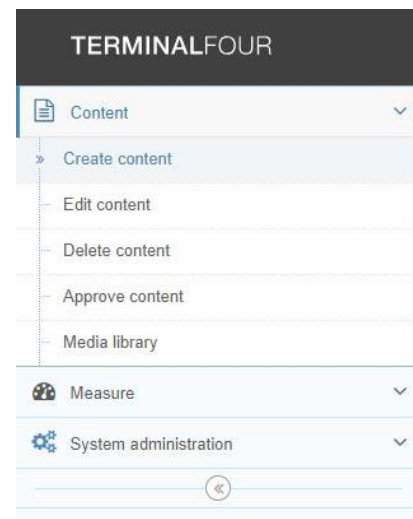 TERMINALFOUR
Content
Create content
Edit content
Delete content
Approve content
Media library
Measure
System administration